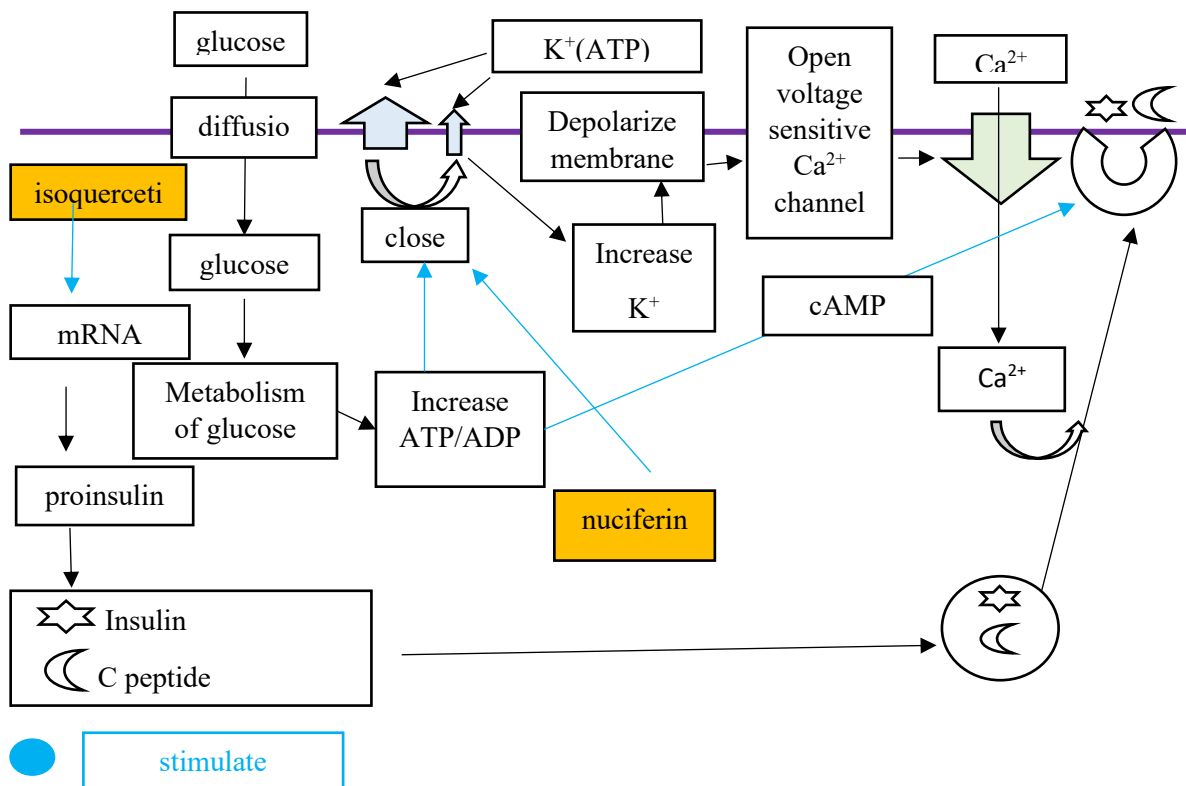 glucose
K⁺(ATP)
Open
voltage
sensitive
Ca²⁺
channel
Ca²⁺
diffusio
Depolarize
membrane
isoquerceti
close
glucose
Increase
K⁺
cAMP
mRNA
Ca²⁺
Metabolism
of glucose
Increase
ATP/ADP
proinsulin
nuciferin
Insulin
C peptide
stimulate